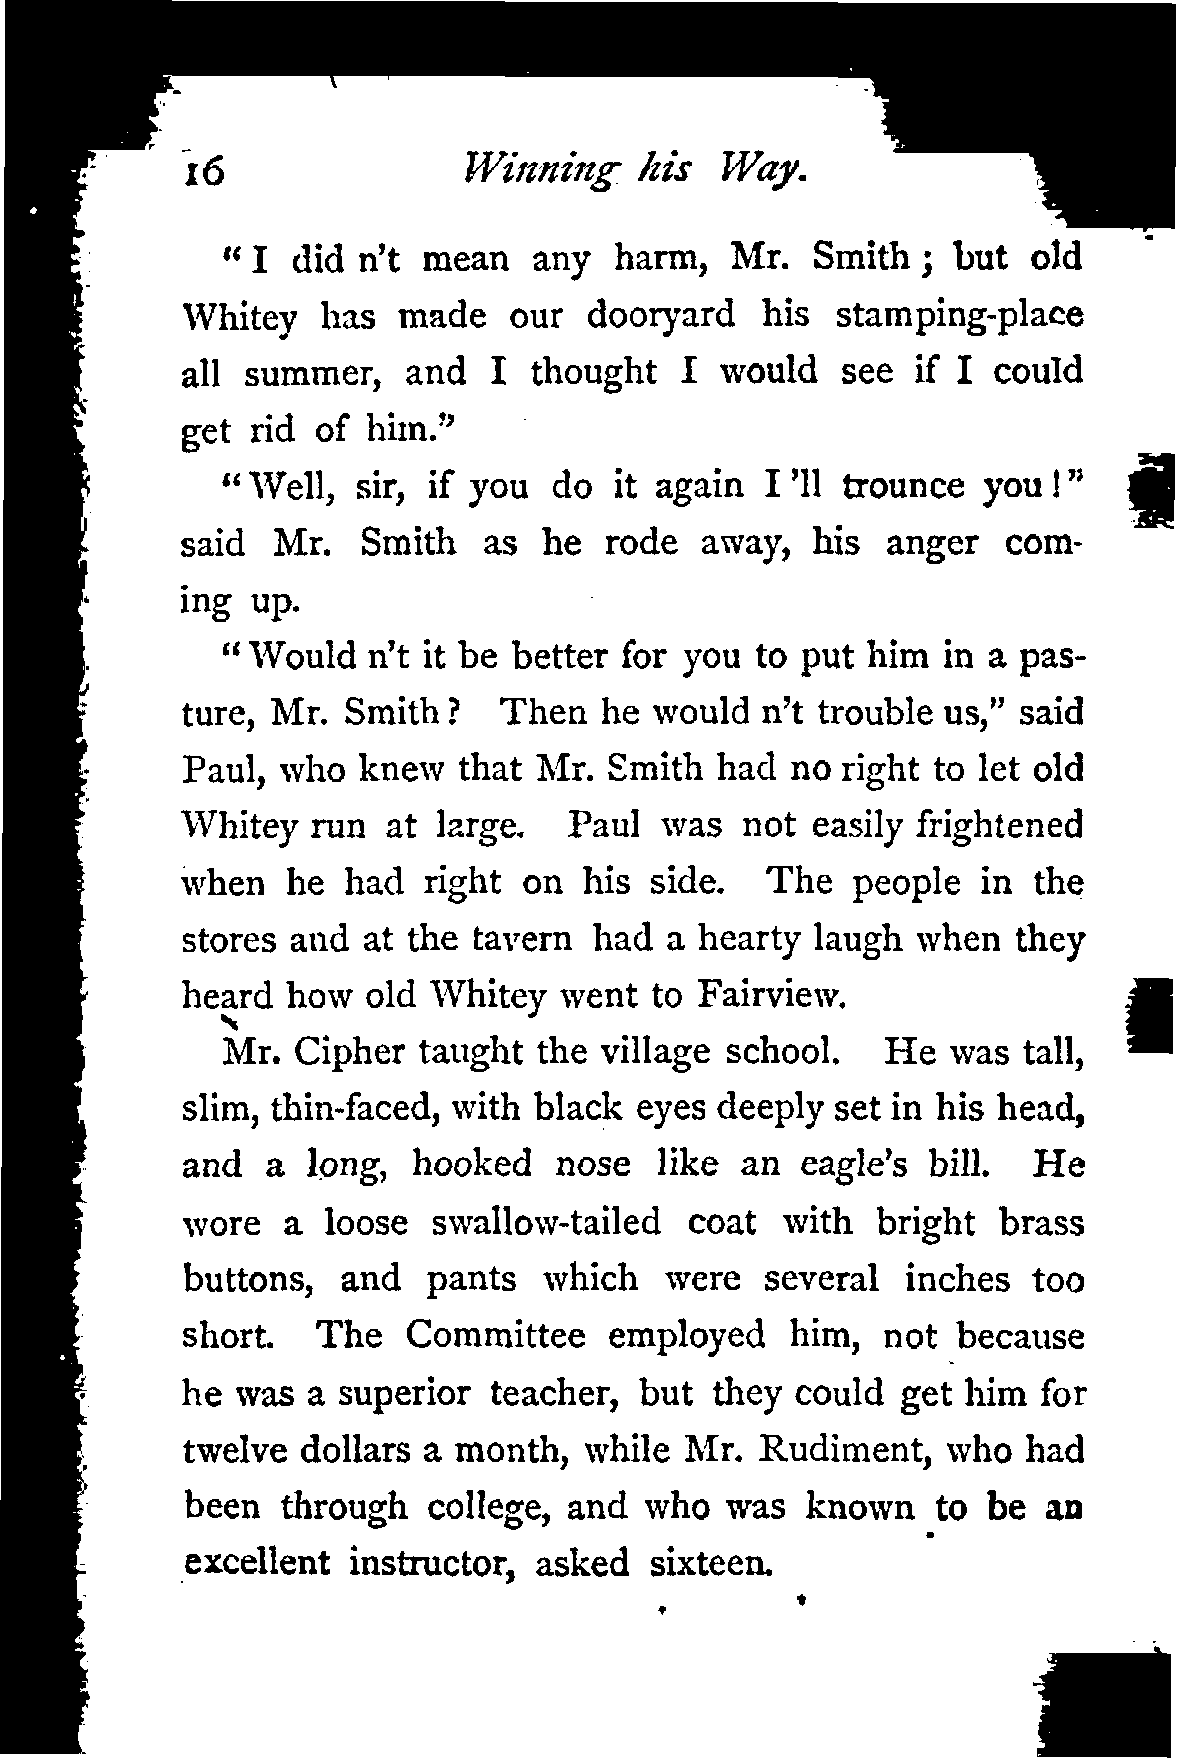 16 Winning his Way.
" I did n't mean any harm, Mr. Smith ; but old
Whitey has made our dooryard his stamping-place
all summer, and I thought I would see if I could
get rid of him."
" Well, sir, if you do it again I 'll trounce you ! "
said Mr. Smith as he rode away, his anger com-
ing up.
" Would n't it be better for you to put him in a pas-
ture, Mr. Smith ? Then he would n't trouble us," said
Paul, who knew that Mr. Smith had no right to let old
Whitey run at large. Paul was not easily frightened
when he had right on his side. The people in the
stores and at the tavern had a hearty laugh when they
heard how old Whitey went to Fairview.
Mr. Cipher taught the village school. He was tall,
slim, thin-faced, with black eyes deeply set in his head,
and a long, hooked nose like an eagle's bill. He
wore a loose swallow-tailed coat with bright brass
buttons, and pants which were several inches too
short. The Committee employed him, not because
he was a superior teacher, but they could get him for
twelve dollars a month, while Mr. Rudiment, who had
been through college, and who was known to be an
excellent instructor, asked sixteen.